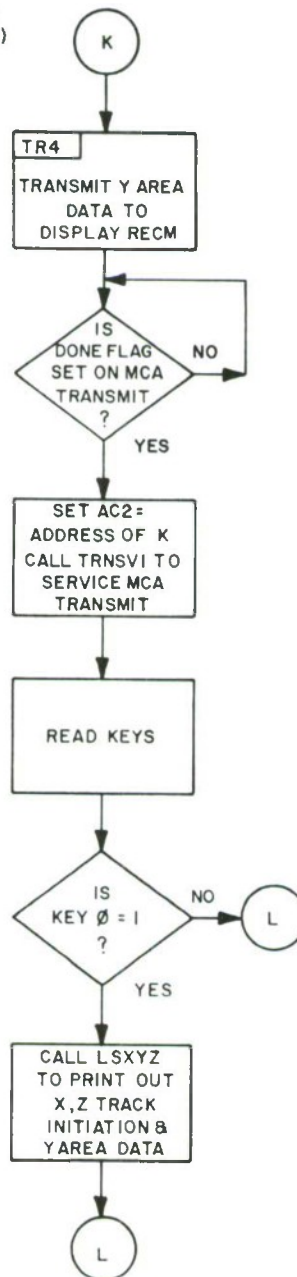 )
K
TR4
TRANSMIT Y AREA
DATA TO
DISPLAY RECM
IS
DONE FLAG
SET ON MCA
TRANSMIT
?
NO
YES
SET AC2=
ADDRESS OF K
CALL TRNSVI TO
SERVICE MCA
TRANSMIT
READ KEYS
IS
KEY Ø = 1
?
NO
L
YES
CALL LSXYZ
TO PRINT OUT
X,Z TRACK
INITIATION &
Y AREA DATA
L